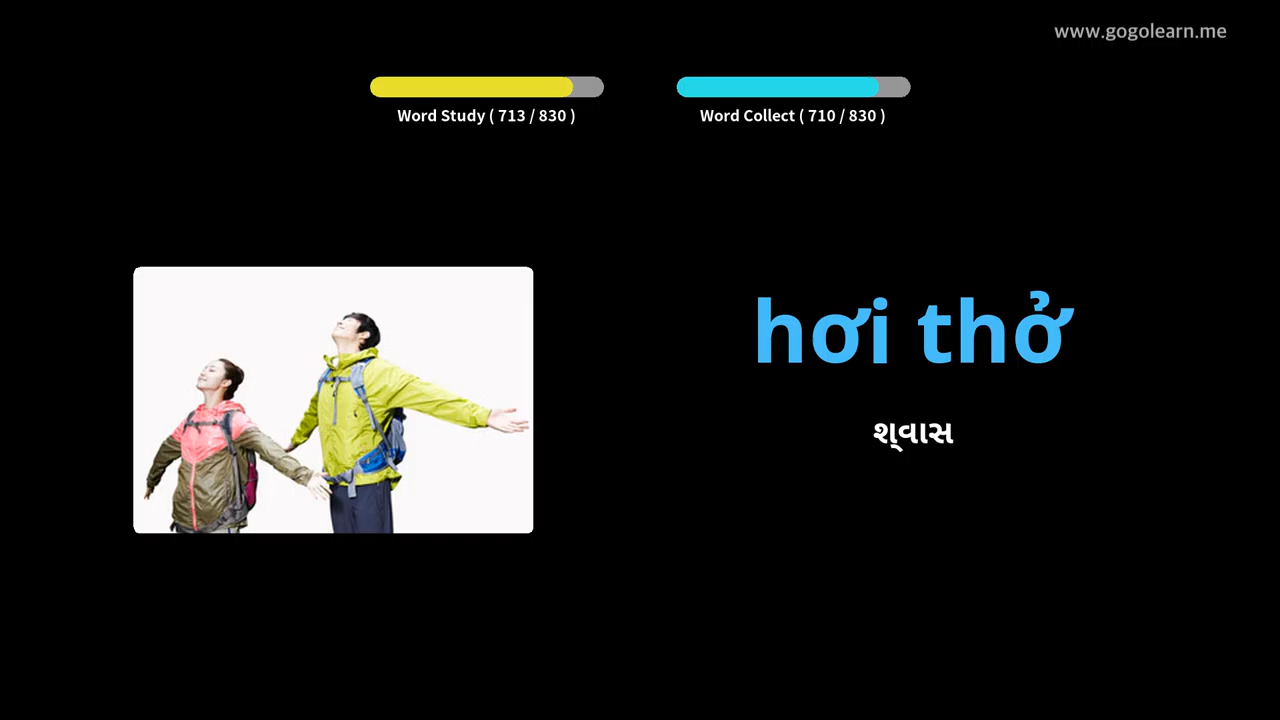 www.gogolearn.me
Word Study ( 713 / 830 )
Word Collect ( 710 / 830 )
hơi thở
શ્વાસ